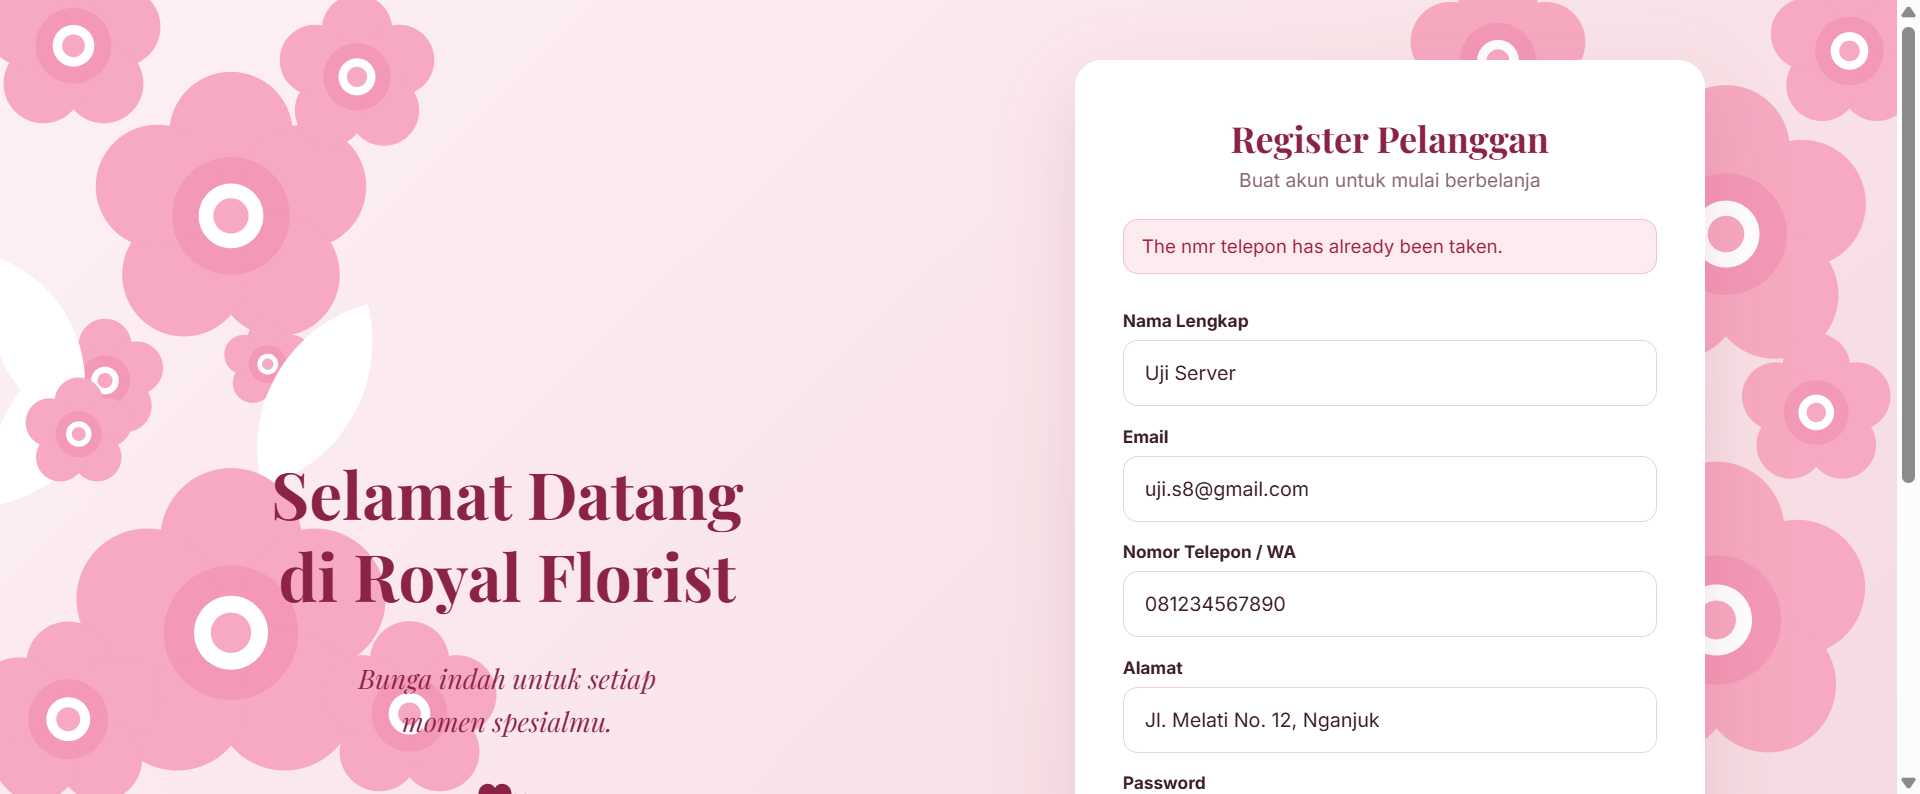 Selamat Datang
di Royal Florist
Bunga indah untuk setiap
momen spesialmu.
Register Pelanggan
Buat akun untuk mulai berbelanja
The nmr telepon has already been taken.
Nama Lengkap
Uji Server
Email
uji.s8@gmail.com
Nomor Telepon / WA
081234567890
Alamat
Jl. Melati No. 12, Nganjuk
Password